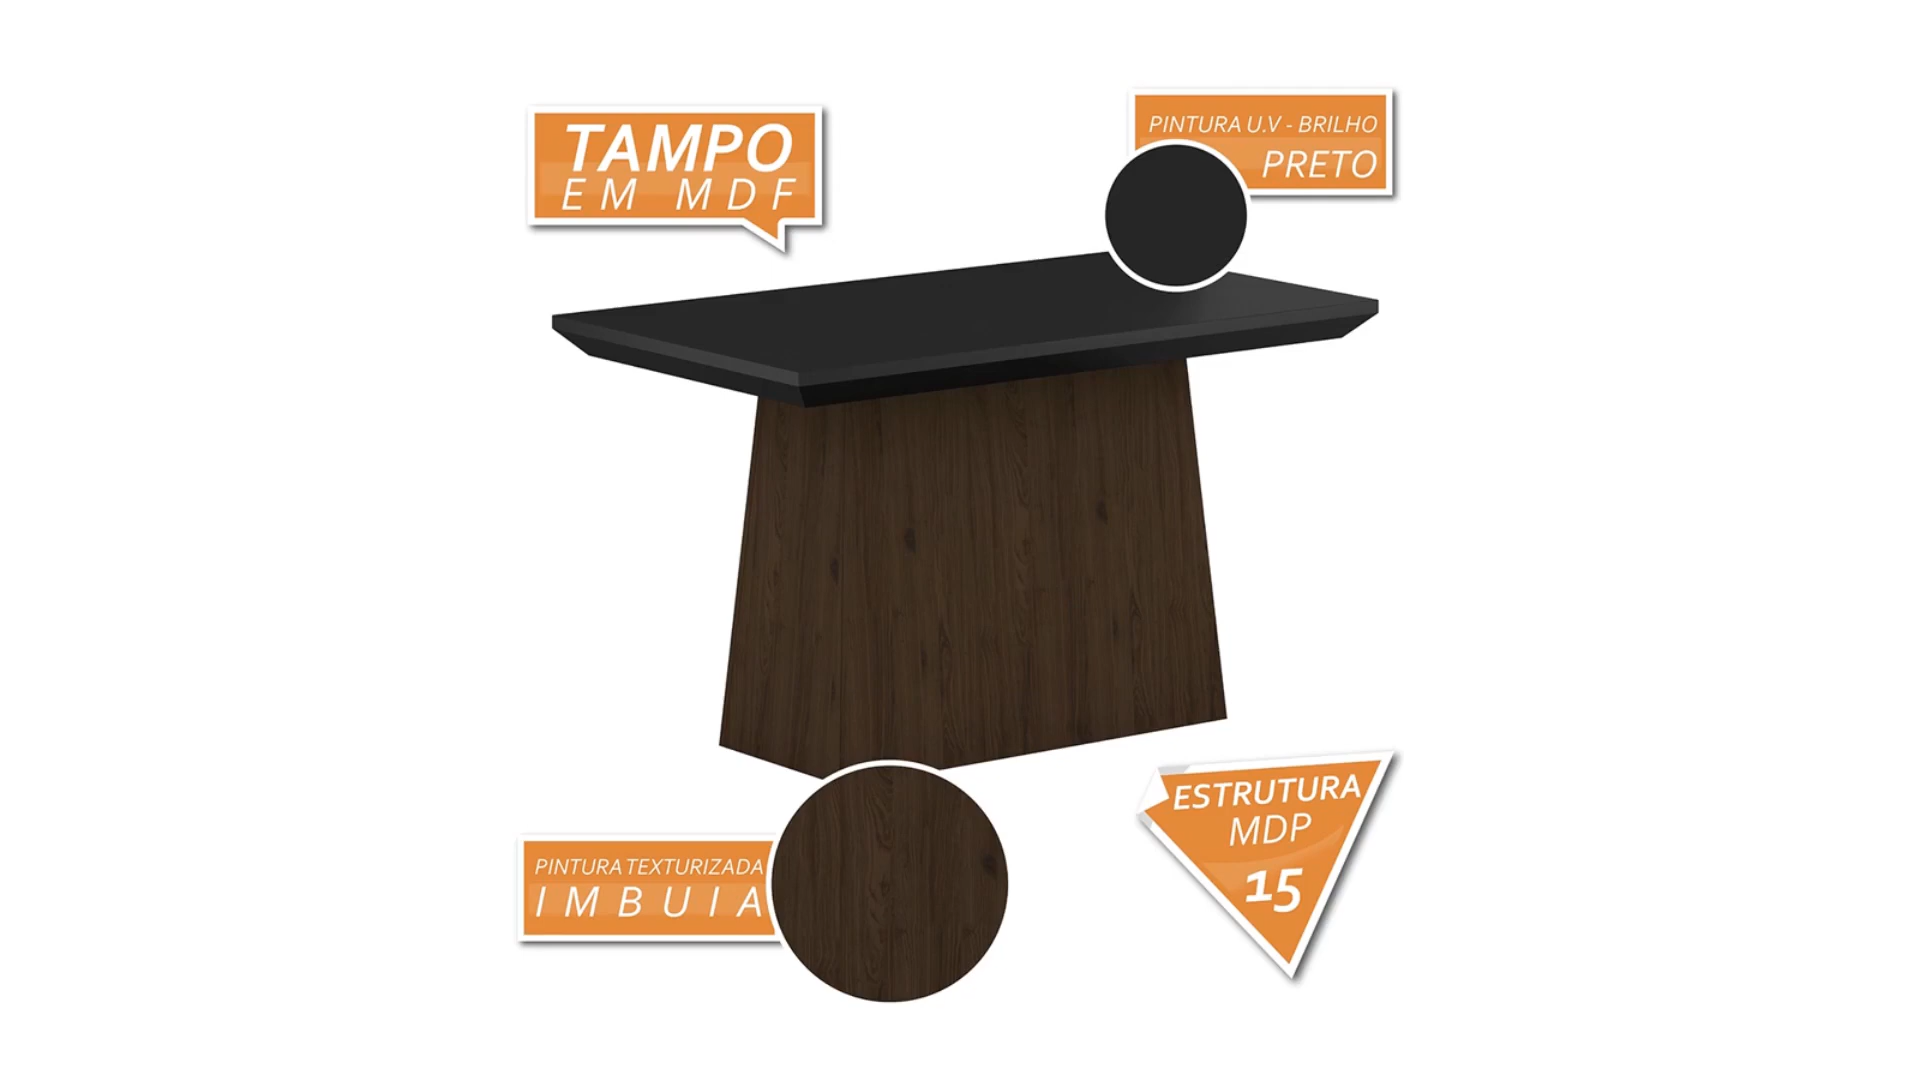 TAMPO
EM MDF
PINTURA U.V - BRILHO
PRETO
PINTURA TEXTURIZADA
IMBUIA
ESTRUTURA
MDP
15